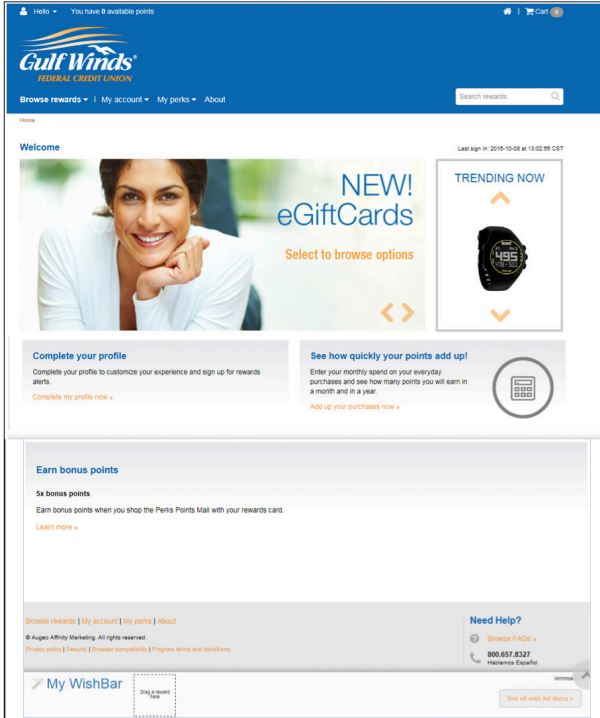 Hello You have 0 available points Cart 0
Gulf Winds®
FEDERAL CREDIT UNION
Browse rewards | My account My perks About
Search rewards
Home
Welcome
Last sign in: 2015-10-08 at 13:02:55 CST
NEW!
eGiftCards
Select to browse options
TRENDING NOW
495
Complete your profile
Complete your profile to customize your experience and sign up for rewards
alerts.
Complete my profile now »
See how quickly your points add up!
Enter your monthly spend on your everyday
purchases and see how many points you will earn in
a month and in a year.
Add up your purchases now »
Earn bonus points
5x bonus points
Earn bonus points when you shop the Perks Points Mall with your rewards card.
Learn more »
Browse rewards | My account | My perks | About
© Augeo Affinity Marketing. All rights reserved.
Privacy policy | Security | Browser compatibility | Program terms and conditions
Need Help?
Browse FAQs »
800.657.8327
Hablamos Español
My WishBar
Drag a reward
here
Minimize
See all wish list items »